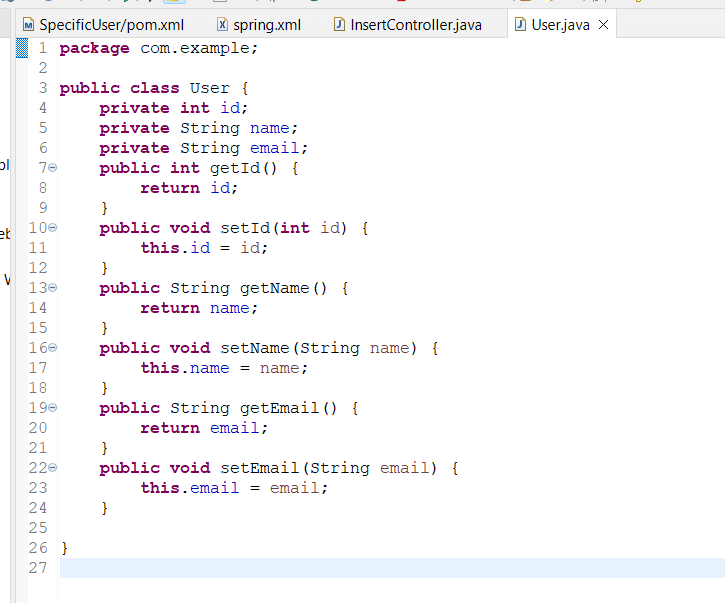 SpecificUser/pom.xml spring.xml InsertController.java User.java
1 package com.example;
2
3 public class User {
4     private int id;
5     private String name;
6     private String email;
7     public int getId() {
8         return id;
9     }
10     public void setId(int id) {
11         this.id = id;
12     }
13     public String getName() {
14         return name;
15     }
16     public void setName(String name) {
17         this.name = name;
18     }
19     public String getEmail() {
20         return email;
21     }
22     public void setEmail(String email) {
23         this.email = email;
24     }
25
26 }
27